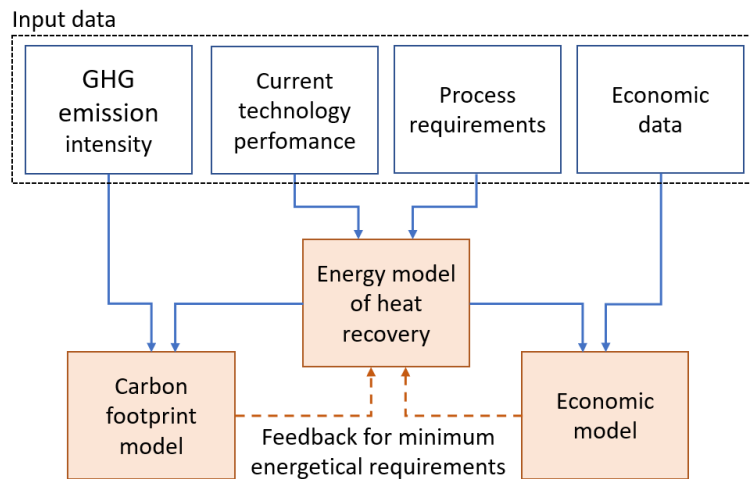 Input data
GHG
emission
intensity
Current
technology
perfomance
Process
requirements
Economic
data
Energy model
of heat
recovery
Carbon
footprint
model
Economic
model
Feedback for minimum
energetical requirements